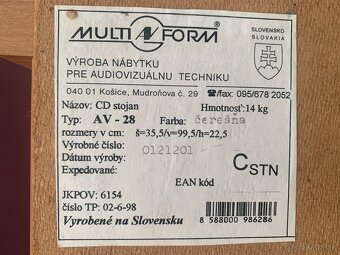 MULTI FORM®
SLOVENSKO
SLOVAKIA
VÝROBA NÁBYTKU
PRE AUDIOVIZUÁLNU TECHNIKU
040 01 Košice, Mudroňova č. 29 ☎/fax: 095/678 2052
Názov: CD stojan Hmotnosť: 14 kg
Typ: AV - 28 Farba: čerešňa
rozmery v cm: š=35,5/v=99,5/h=22,5
Výrobné číslo: 0121201
Dátum výroby:
Expedované:
CSTN
EAN kód
JKPOV: 6154
číslo TP: 02-6-98
Vyrobené na Slovensku
8 588000 986286